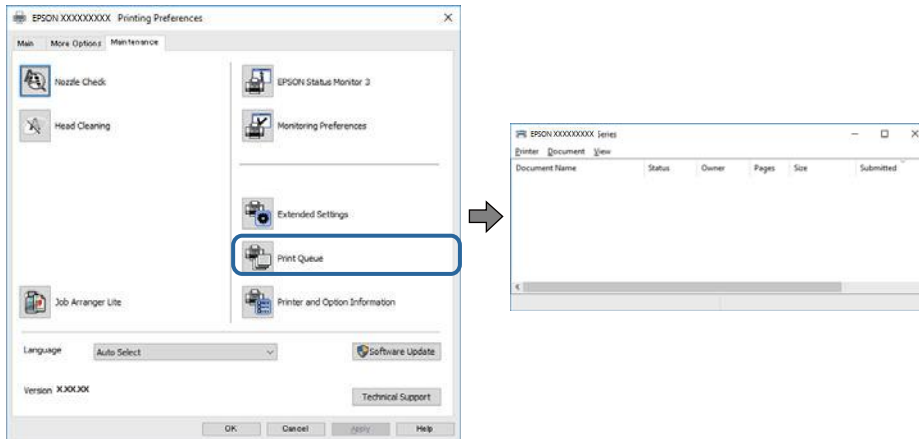 EPSON XXXXXXXXX Printing Preferences
Main More Options Maintenance
Nozzle Check
Head Cleaning
Job Arranger Lite
EPSON Status Monitor 3
Monitoring Preferences
Extended Settings
Print Queue
Printer and Option Information
Language Auto Select
Software Update
Version X.XX.XX
Technical Support
OK Cancel Apply Help
EPSON XXXXXXXXX Series
Printer Document View
Document Name Status Owner Pages Size Submitted